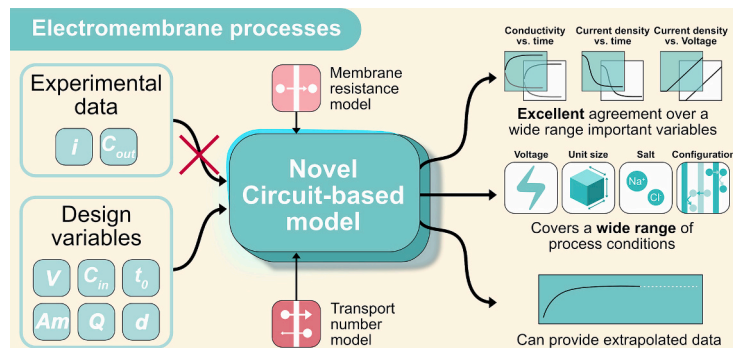 Electromembrane processes
Experimental
data
i
Cout
Design
variables
V
Cin
t0
Am
Q
d
Membrane
resistance
model
Novel
Circuit-based
model
Transport
number
model
Conductivity
vs. time
Current density
vs. time
Current density
vs. Voltage
Excellent agreement over a
wide range important variables
Voltage
Unit size
Salt
Configuration
Na+
Cl-
Covers a wide range of
process conditions
Can provide extrapolated data